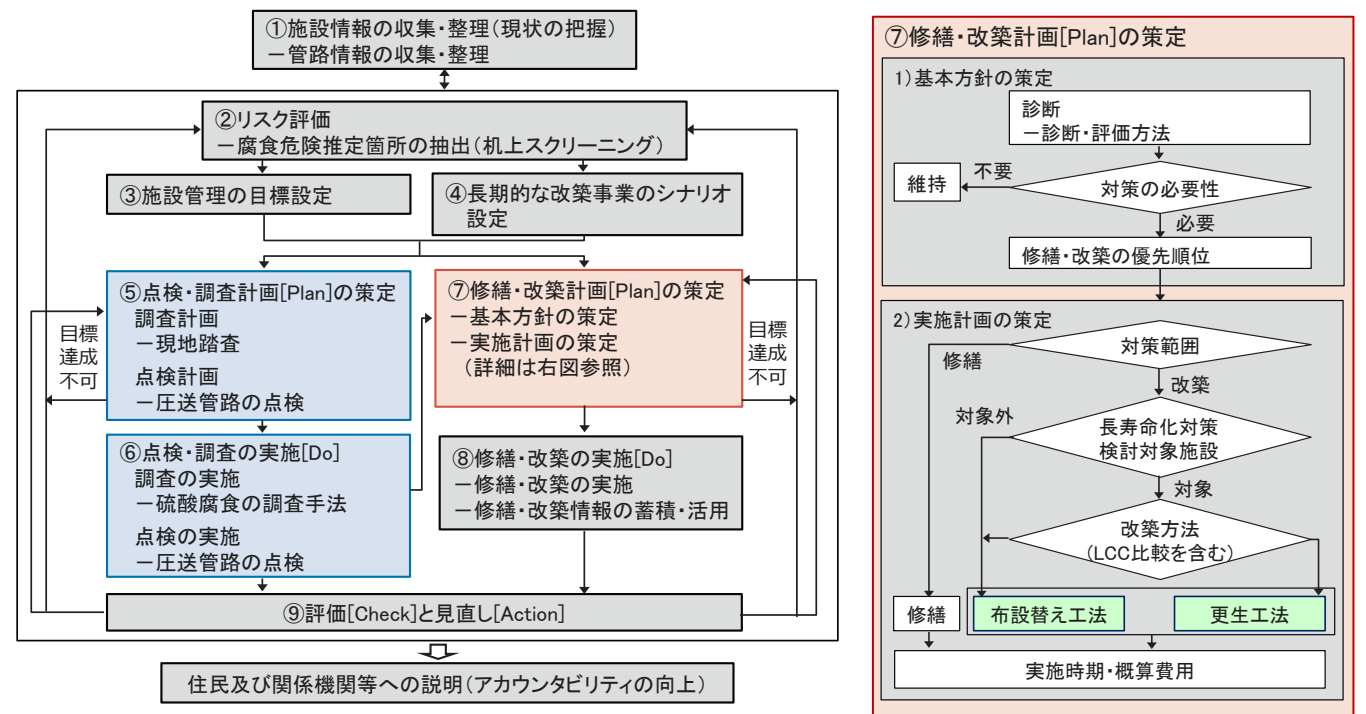 ①施設情報の収集・整理(現状の把握)
－管路情報の収集・整理
②リスク評価
－腐食危険推定箇所の抽出(机上スクリーニング)
③施設管理の目標設定
④長期的な改築事業のシナリオ
設定
⑤点検・調査計画[Plan]の策定
調査計画
－現地踏査
点検計画
－圧送管路の点検
目標
達成
不可
⑦修繕・改築計画[Plan]の策定
－基本方針の策定
－実施計画の策定
(詳細は右図参照)
目標
達成
不可
⑥点検・調査の実施[Do]
調査の実施
－硫酸腐食の調査手法
点検の実施
－圧送管路の点検
⑧修繕・改築の実施[Do]
－修繕・改築の実施
－修繕・改築情報の蓄積・活用
⑨評価[Check]と見直し[Action]
住民及び関係機関等への説明(アカウンタビリティの向上)
⑦修繕・改築計画[Plan]の策定
1)基本方針の策定
診断
－診断・評価方法
維持
不要
対策の必要性
必要
修繕・改築の優先順位
2)実施計画の策定
対策範囲
修繕
改築
対象外
長寿命化対策
検討対象施設
対象
改築方法
(LCC比較を含む)
修繕
布設替え工法
更生工法
実施時期・概算費用